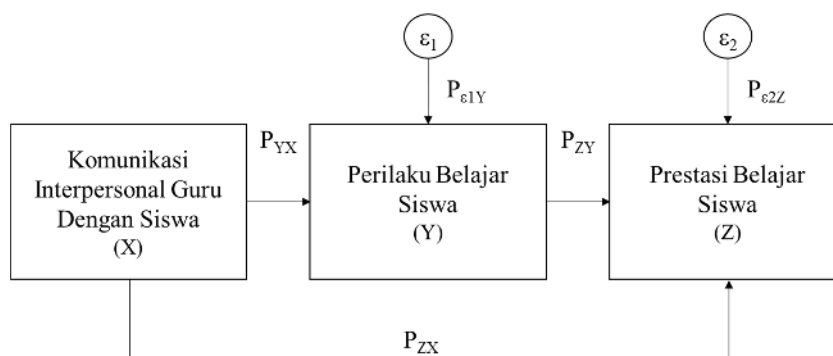 ε1
ε2
Pε1Y
Pε2Z
Komunikasi
Interpersonal Guru
Dengan Siswa
(X)
PYX
Perilaku Belajar
Siswa
(Y)
PZY
Prestasi Belajar
Siswa
(Z)
PZX